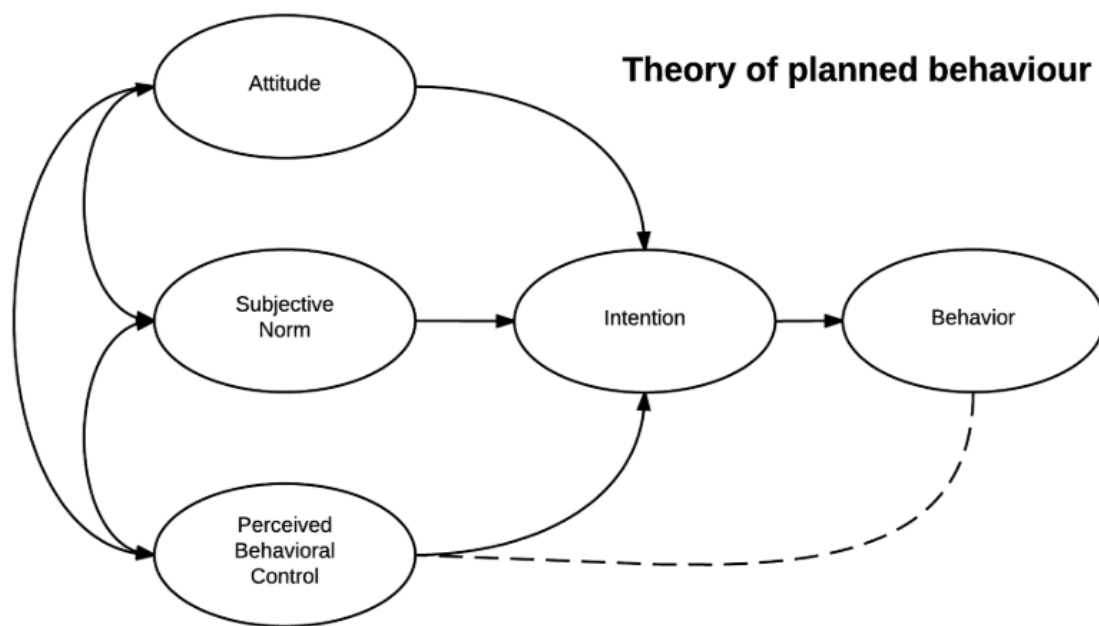 Theory of planned behaviour
Attitude
Subjective
Norm
Intention
Behavior
Perceived
Behavioral
Control